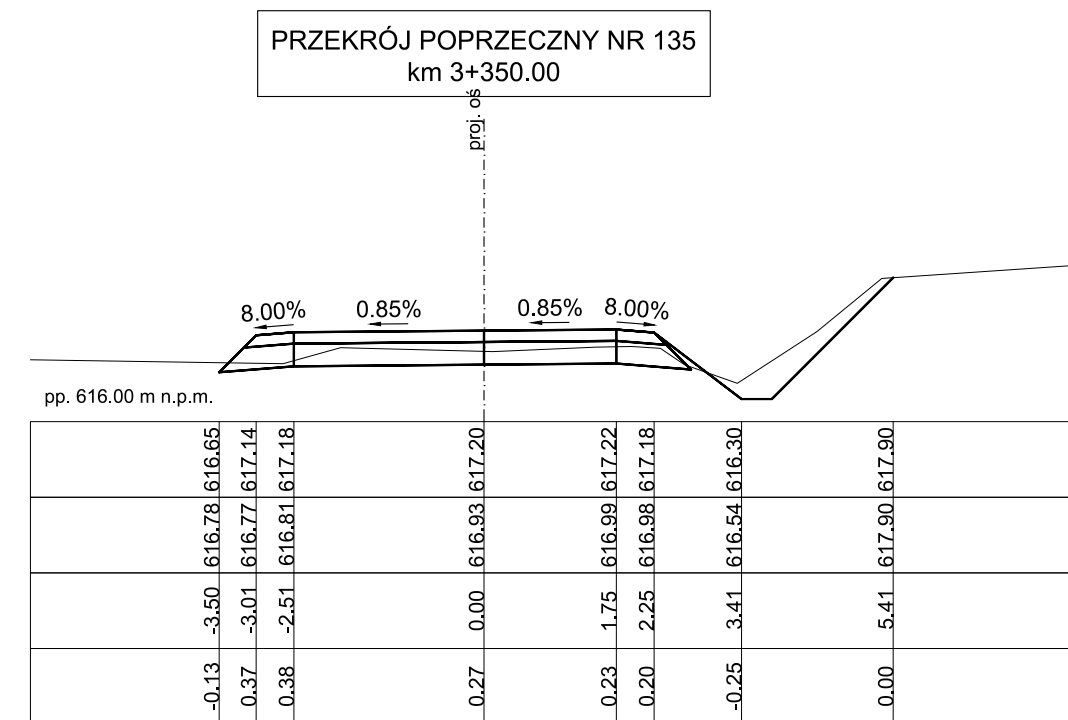 PRZEKRÓJ POPRZECZNY NR 135
km 3+350.00
proj. oś
8.00% 0.85% 0.85% 8.00%
pp. 616.00 m n.p.m.
616.65 617.14 617.18 617.20 617.22 617.18 616.30 617.90
616.78 616.77 616.81 616.93 616.99 616.98 616.54 617.90
-3.50 -3.01 -2.51 0.00 1.75 2.25 3.41 5.41
-0.13 0.37 0.38 0.27 0.23 0.20 -0.25 0.00